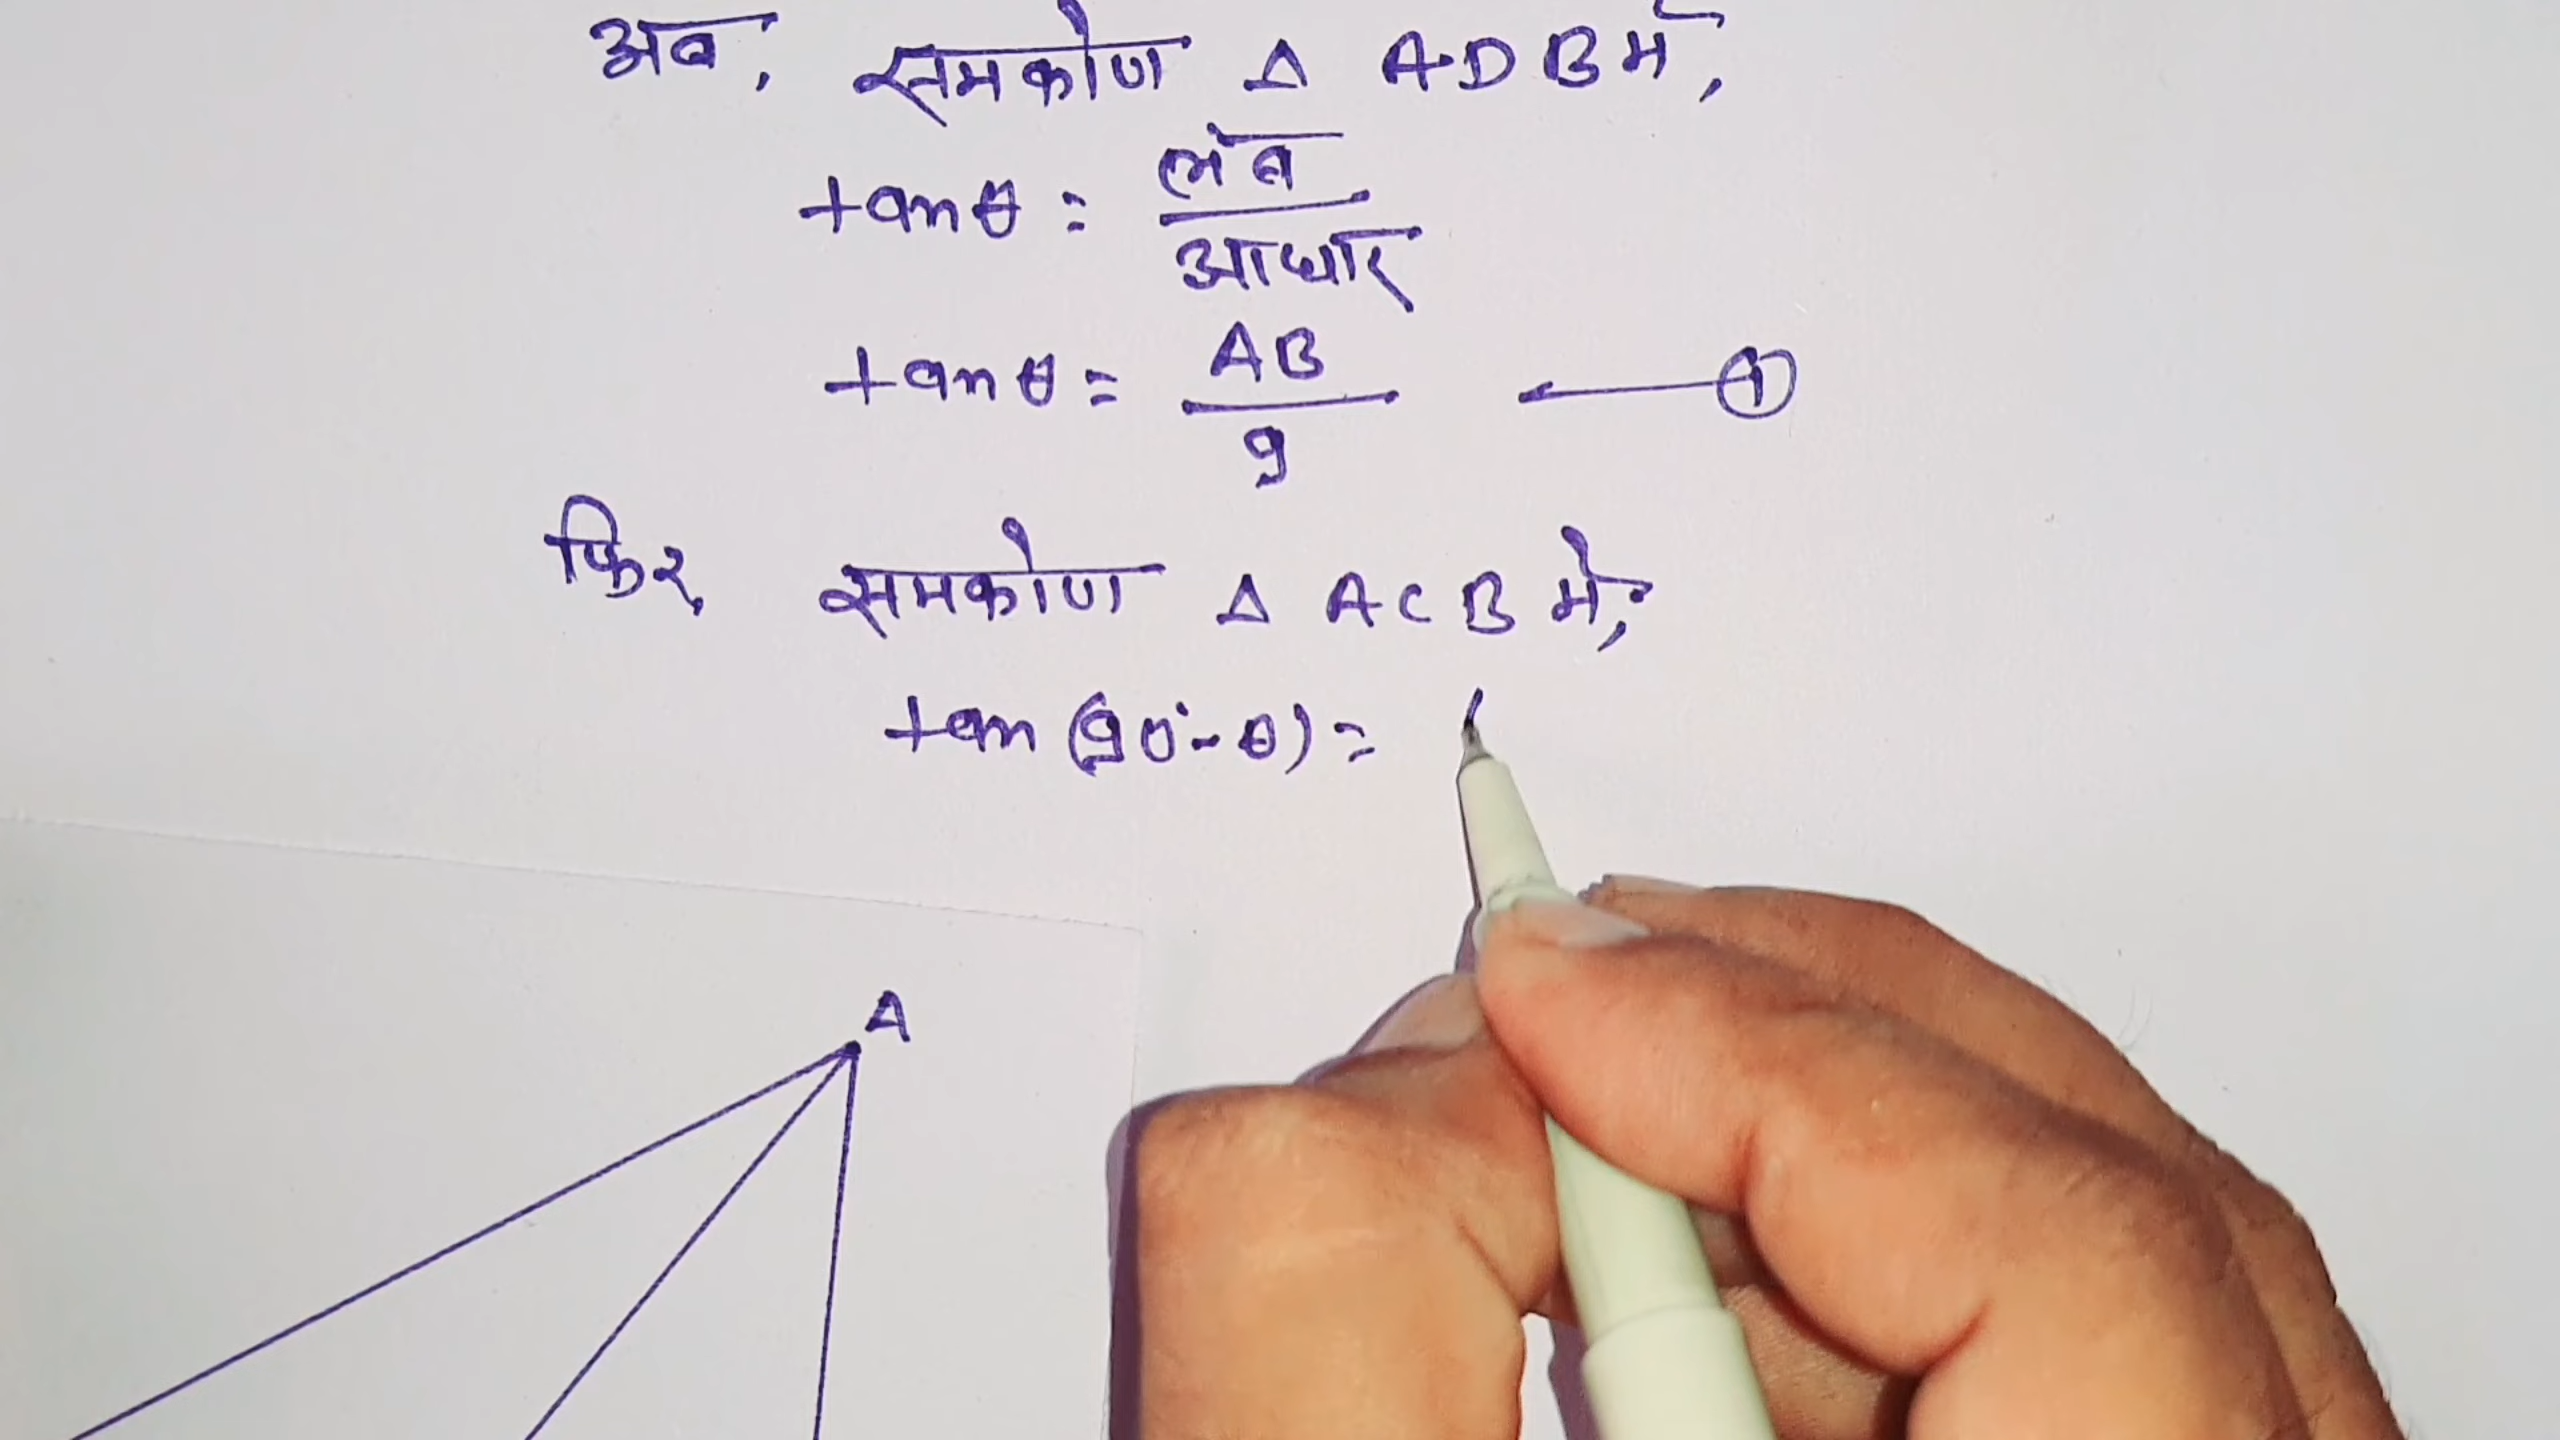 अब, समकोण Δ ADB में,
tanθ = लंब / आधार
tanθ = AB / 9 ——— ①
फिर, समकोण Δ ACB में,
tan (90°-θ) =
A